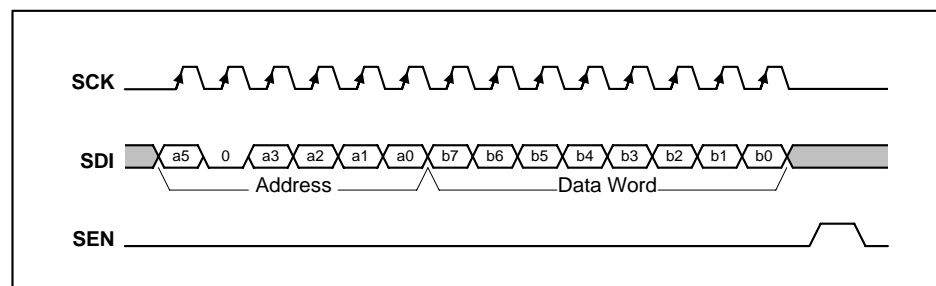 SCK
SDI a5 0 a3 a2 a1 a0 b7 b6 b5 b4 b3 b2 b1 b0
Address Data Word
SEN